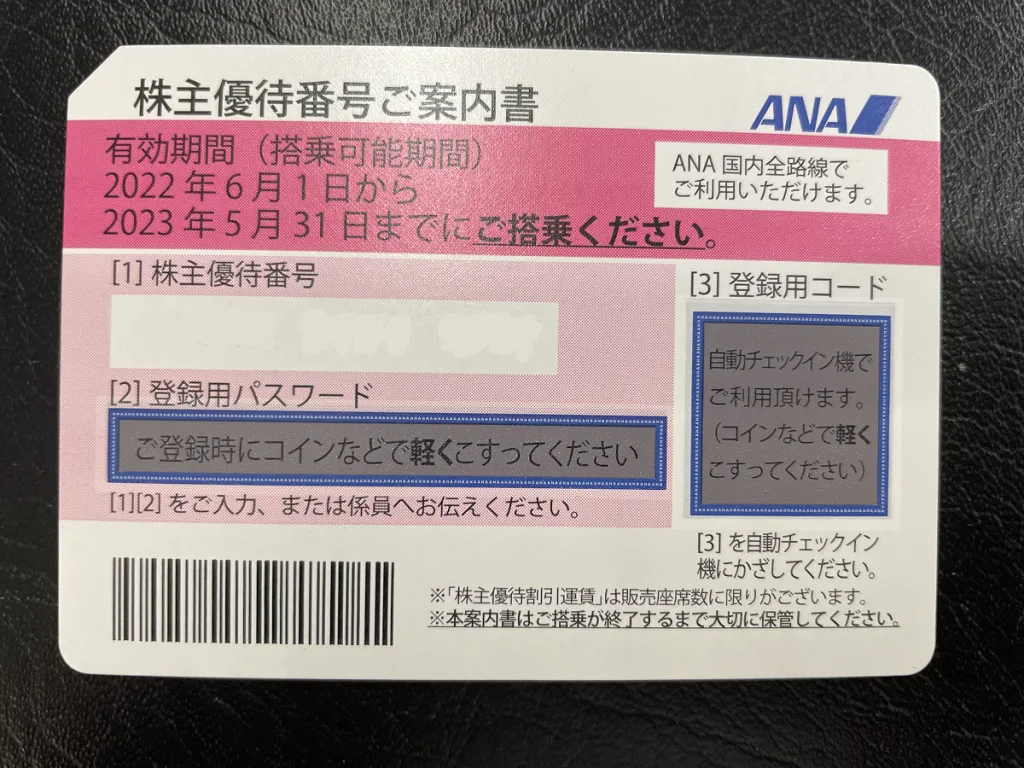 株主優待番号ご案内書
ANA
有効期間（搭乗可能期間）
2022年6月1日から
2023年5月31日までにご搭乗ください。
ANA国内全路線で
ご利用いただけます。
[1] 株主優待番号
[2] 登録用パスワード
ご登録時にコインなどで軽くこすってください
[1][2] をご入力、または係員へお伝えください。
[3] 登録用コード
自動チェックイン機で
ご利用頂けます。
（コインなどで軽く
こすってください）
[3] を自動チェックイン
機にかざしてください。
※「株主優待割引運賃」は販売座席数に限りがございます。
※本案内書はご搭乗が終了するまで大切に保管してください。